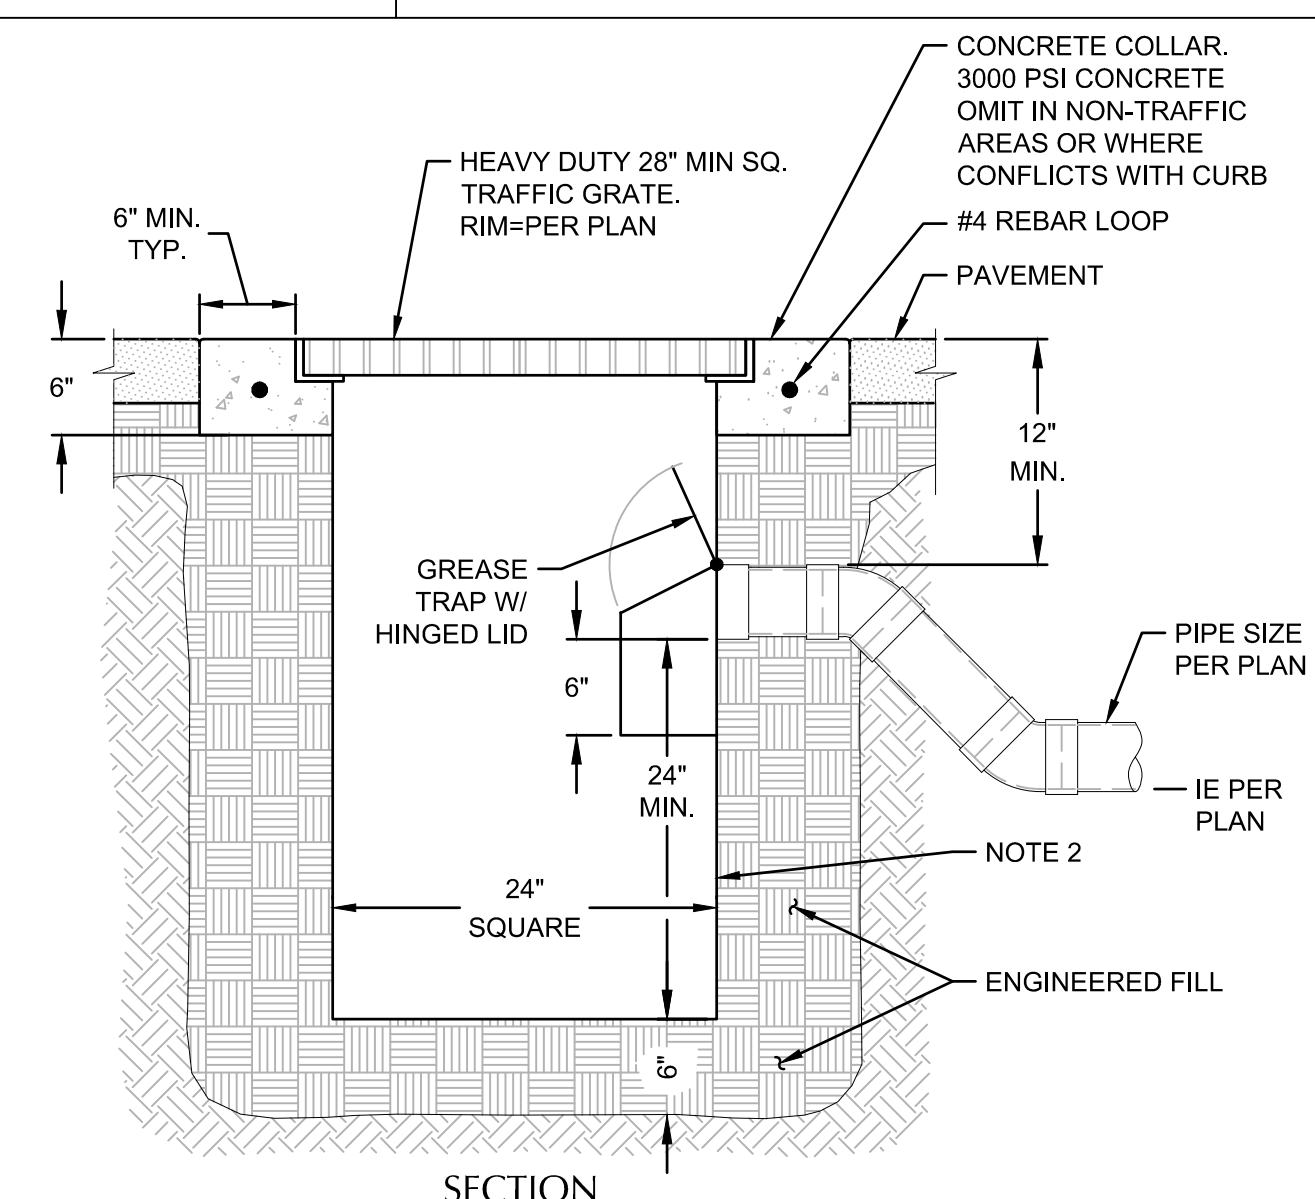 CONCRETE COLLAR.
3000 PSI CONCRETE
OMIT IN NON-TRAFFIC
AREAS OR WHERE
CONFLICTS WITH CURB
HEAVY DUTY 28" MIN SQ.
TRAFFIC GRATE.
RIM=PER PLAN
6" MIN.
TYP.
#4 REBAR LOOP
PAVEMENT
6"
12"
MIN.
GREASE
TRAP W/
HINGED LID
PIPE SIZE
PER PLAN
6"
24"
MIN.
IE PER
PLAN
NOTE 2
24"
SQUARE
ENGINEERED FILL
6"
SECTION